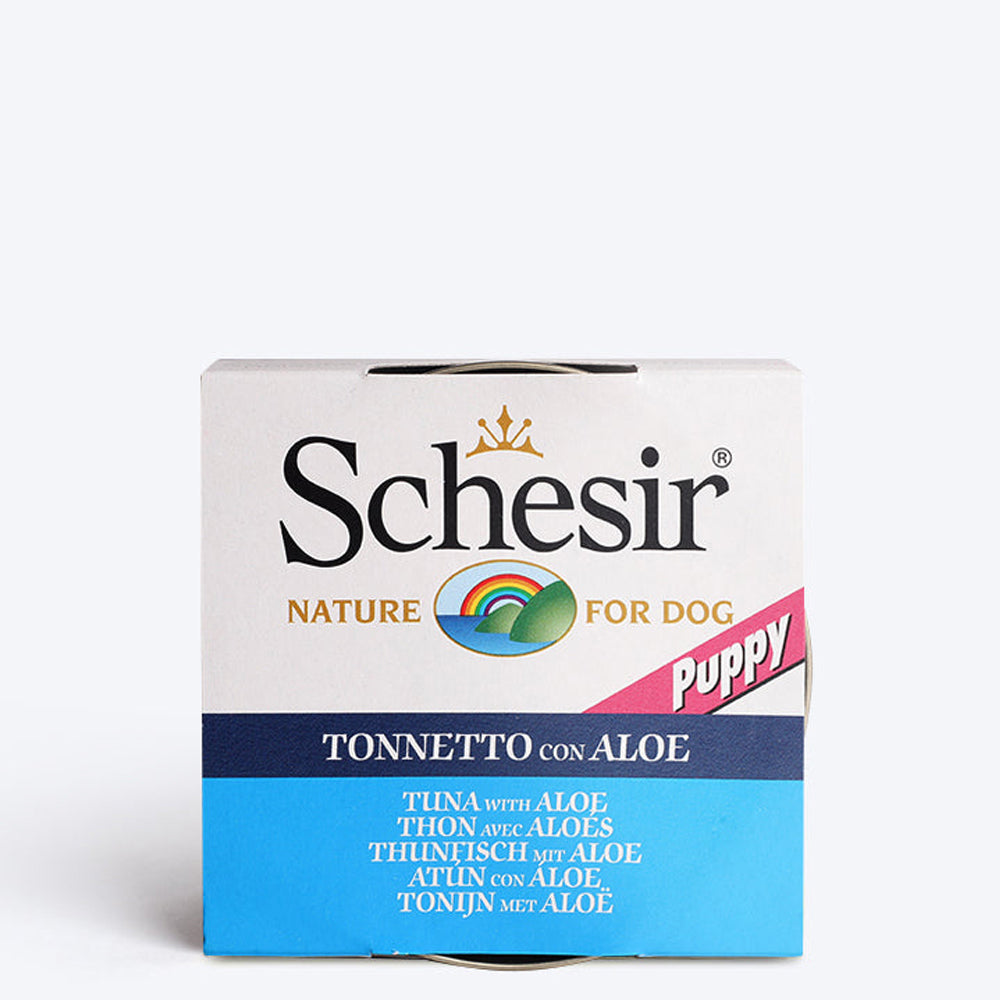 Schesir®
NATURE FOR DOG
Puppy
TONNETTO CON ALOE
TUNA WITH ALOE
THON AVEC ALOÉS
THUNFISCH MIT ALOE
ATÚN CON ÁLOE
TONIJN MET ALOË